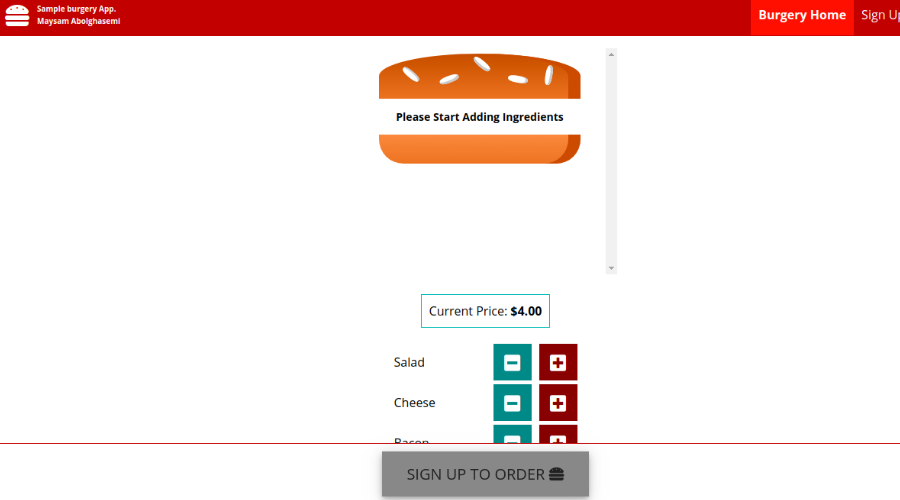 Sample burgery App.
Maysam Abolghasemi
Burgery Home
Sign Up
Please Start Adding Ingredients
Current Price: $4.00
Salad
Cheese
Bacon
SIGN UP TO ORDER